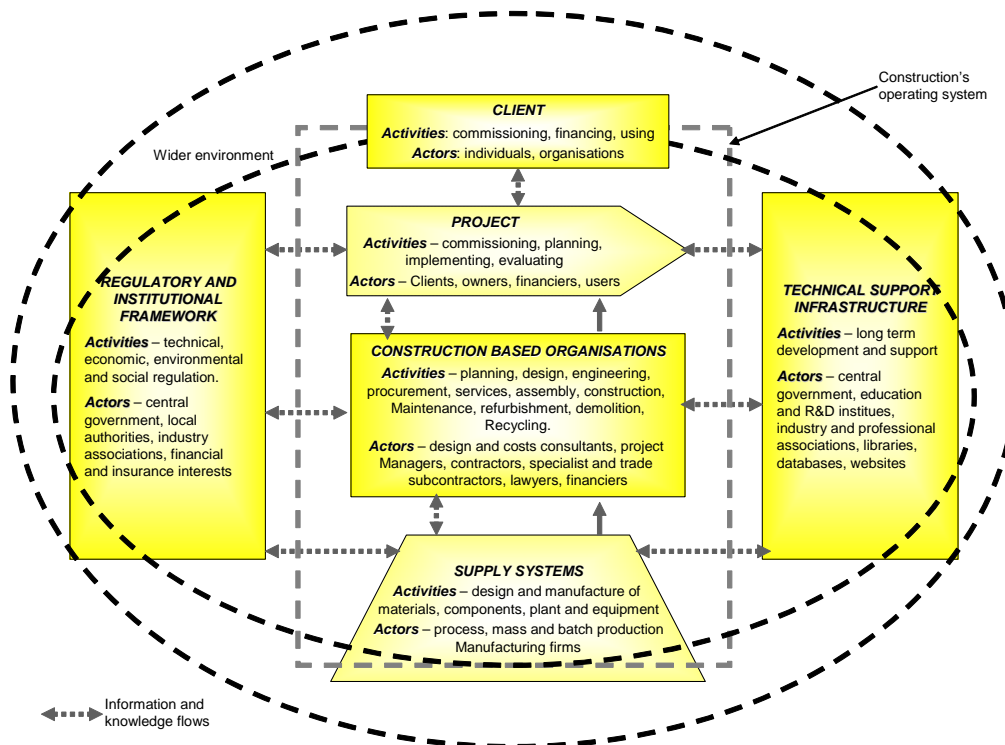 Construction's
operating system
Wider environment
CLIENT
Activities: commissioning, financing, using
Actors: individuals, organisations
PROJECT
Activities – commissioning, planning,
implementing, evaluating
Actors – Clients, owners, financiers, users
REGULATORY AND
INSTITUTIONAL
FRAMEWORK
Activities – technical,
economic, environmental
and social regulation.
Actors – central
government, local
authorities, industry
associations, financial
and insurance interests
CONSTRUCTION BASED ORGANISATIONS
Activities – planning, design, engineering,
procurement, services, assembly, construction,
Maintenance, refurbishment, demolition,
Recycling.
Actors – design and costs consultants, project
Managers, contractors, specialist and trade
subcontractors, lawyers, financiers
TECHNICAL SUPPORT
INFRASTRUCTURE
Activities – long term
development and support
Actors – central
government, education
and R&D institues,
industry and professional
associations, libraries,
databases, websites
SUPPLY SYSTEMS
Activities – design and manufacture of
materials, components, plant and equipment
Actors – process, mass and batch production
Manufacturing firms
Information and
knowledge flows